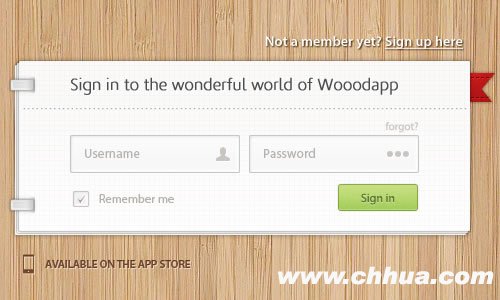 Not a member yet? Sign up here
Sign in to the wonderful world of Wooodapp
forgot?
Username
Password
Remember me
Sign in
AVAILABLE ON THE APP STORE
www.chhua.com